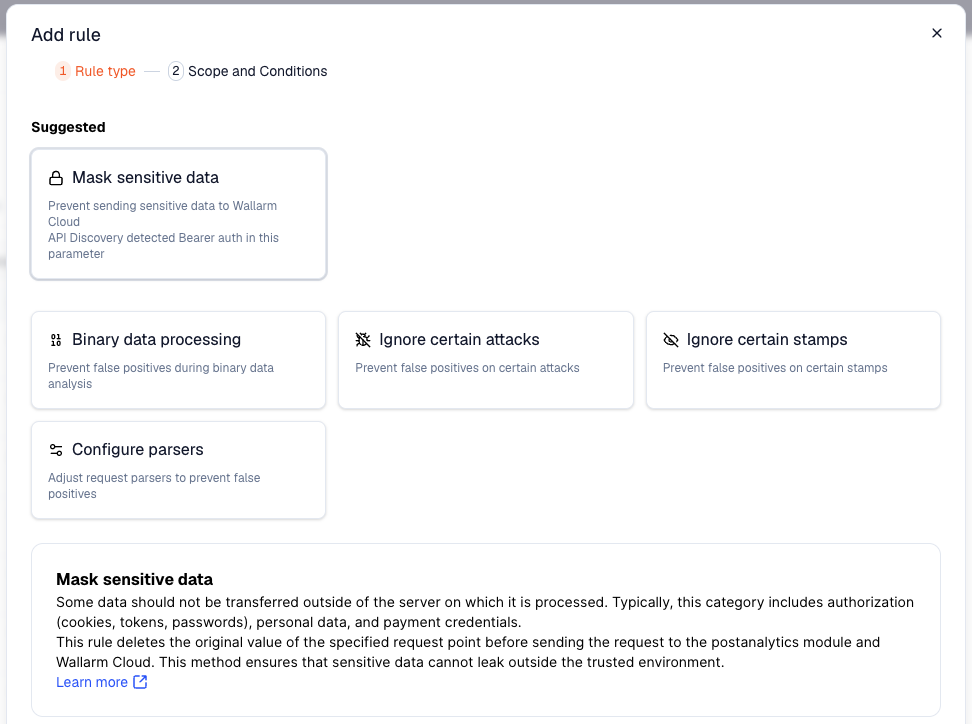 Add rule
1 Rule type — 2 Scope and Conditions
Suggested
Mask sensitive data
Prevent sending sensitive data to Wallarm
Cloud
API Discovery detected Bearer auth in this
parameter
Binary data processing
Prevent false positives during binary data
analysis
Ignore certain attacks
Prevent false positives on certain attacks
Ignore certain stamps
Prevent false positives on certain stamps
Configure parsers
Adjust request parsers to prevent false
positives
Mask sensitive data
Some data should not be transferred outside of the server on which it is processed. Typically, this category includes authorization
(cookies, tokens, passwords), personal data, and payment credentials.
This rule deletes the original value of the specified request point before sending the request to the postanalytics module and
Wallarm Cloud. This method ensures that sensitive data cannot leak outside the trusted environment.
Learn more